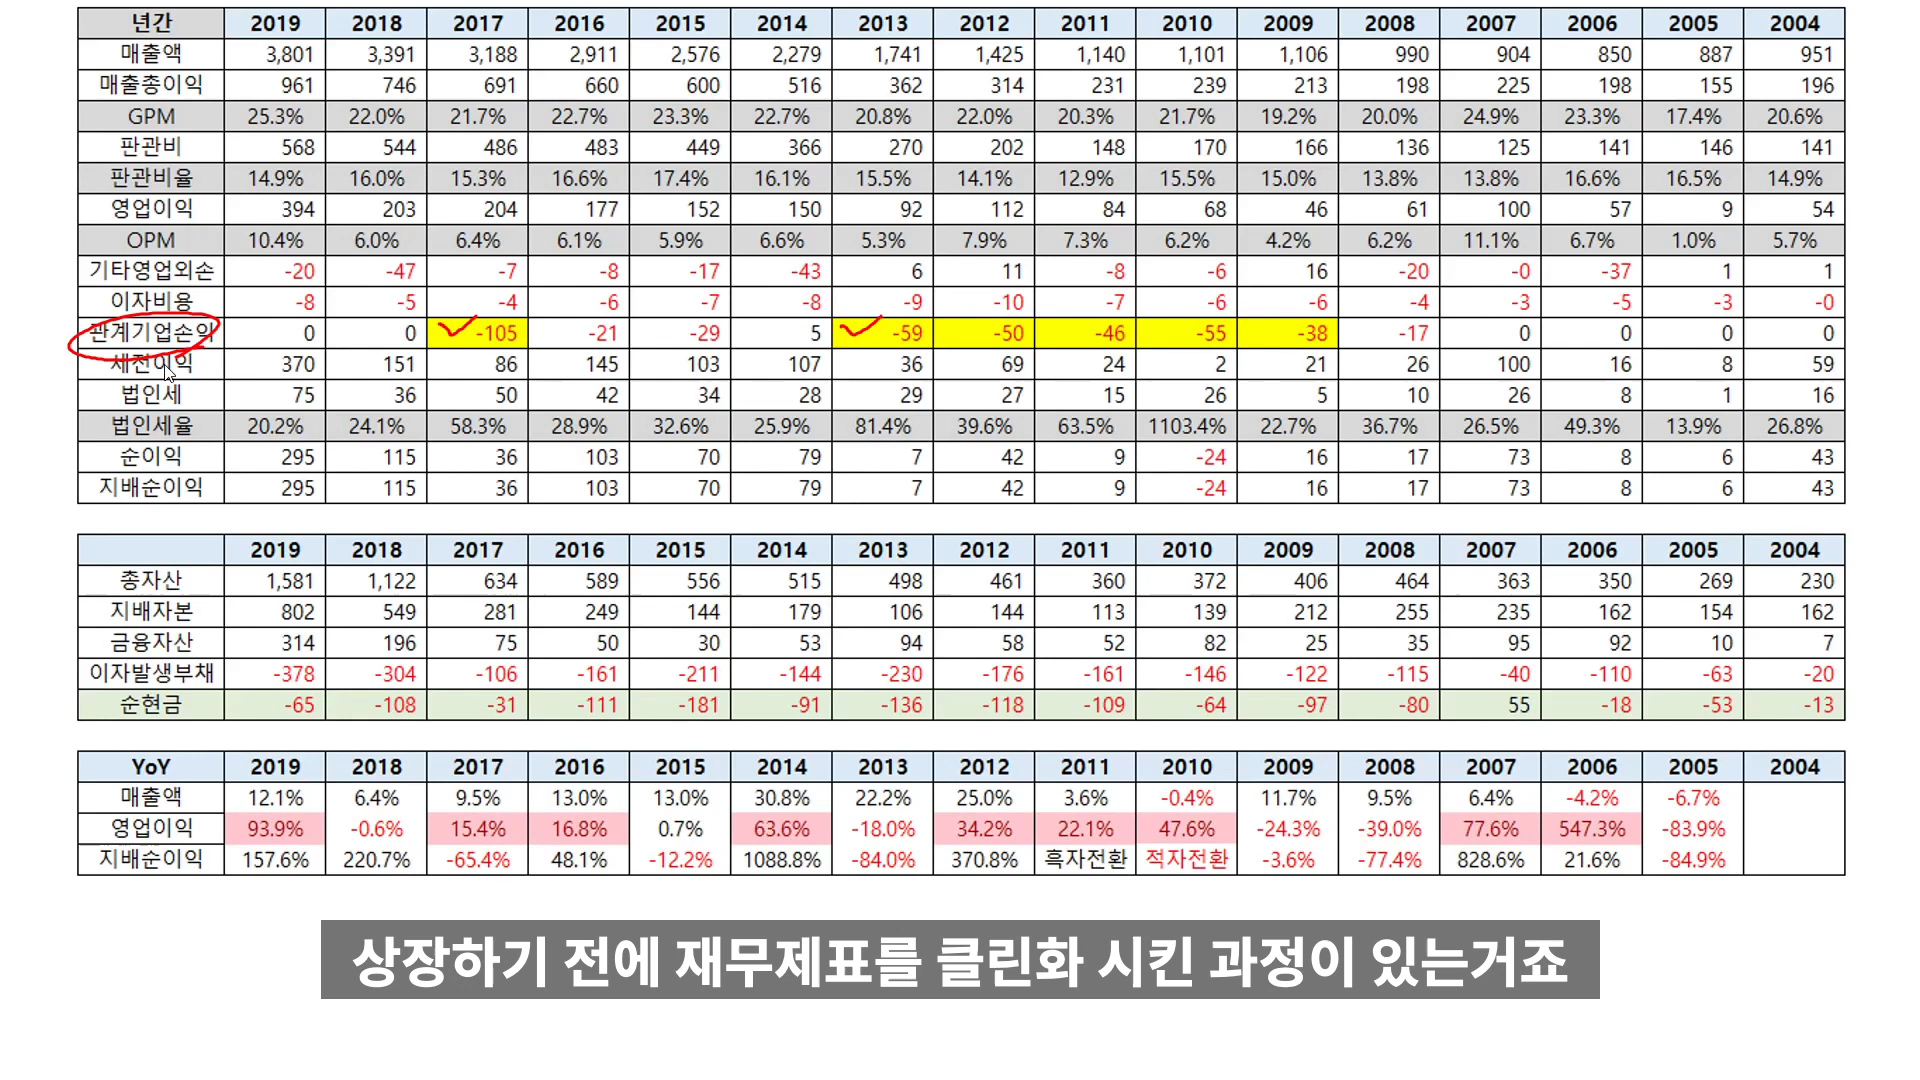 년간 2019 2018 2017 2016 2015 2014 2013 2012 2011 2010 2009 2008 2007 2006 2005 2004
매출액 3,801 3,391 3,188 2,911 2,576 2,279 1,741 1,425 1,140 1,101 1,106 990 904 850 887 951
매출총이익 961 746 691 660 600 516 362 314 231 239 213 198 225 198 155 196
GPM 25.3% 22.0% 21.7% 22.7% 23.3% 22.7% 20.8% 22.0% 20.3% 21.7% 19.2% 20.0% 24.9% 23.3% 17.4% 20.6%
판관비 568 544 486 483 449 366 270 202 148 170 166 136 125 141 146 141
판관비율 14.9% 16.0% 15.3% 16.6% 17.4% 16.1% 15.5% 14.1% 12.9% 15.5% 15.0% 13.8% 13.8% 16.6% 16.5% 14.9%
영업이익 394 203 204 177 152 150 92 112 84 68 46 61 100 57 9 54
OPM 10.4% 6.0% 6.4% 6.1% 5.9% 6.6% 5.3% 7.9% 7.3% 6.2% 4.2% 6.2% 11.1% 6.7% 1.0% 5.7%
기타영업외손 -20 -47 -7 -8 -17 -43 6 11 -8 -6 16 -20 -0 -37 1 1
이자비용 -8 -5 -4 -6 -7 -8 -9 -10 -7 -6 -6 -4 -3 -5 -3 -0
관계기업손익 0 0 -105 -21 -29 5 -59 -50 -46 -55 -38 -17 0 0 0 0
세전이익 370 151 86 145 103 107 36 69 24 2 21 26 100 16 8 59
법인세 75 36 50 42 34 28 29 27 15 26 5 10 26 8 1 16
법인세율 20.2% 24.1% 58.3% 28.9% 32.6% 25.9% 81.4% 39.6% 63.5% 1103.4% 22.7% 36.7% 26.5% 49.3% 13.9% 26.8%
순이익 295 115 36 103 70 79 7 42 9 -24 16 17 73 8 6 43
지배순이익 295 115 36 103 70 79 7 42 9 -24 16 17 73 8 6 43
2019 2018 2017 2016 2015 2014 2013 2012 2011 2010 2009 2008 2007 2006 2005 2004
총자산 1,581 1,122 634 589 556 515 498 461 360 372 406 464 363 350 269 230
지배자본 802 549 281 249 144 179 106 144 113 139 212 255 235 162 154 162
금융자산 314 196 75 50 30 53 94 58 52 82 25 35 95 92 10 7
이자발생부채 -378 -304 -106 -161 -211 -144 -230 -176 -161 -146 -122 -115 -40 -110 -63 -20
순현금 -65 -108 -31 -111 -181 -91 -136 -118 -109 -64 -97 -80 55 -18 -53 -13
YoY 2019 2018 2017 2016 2015 2014 2013 2012 2011 2010 2009 2008 2007 2006 2005 2004
매출액 12.1% 6.4% 9.5% 13.0% 13.0% 30.8% 22.2% 25.0% 3.6% -0.4% 11.7% 9.5% 6.4% -4.2% -6.7%
영업이익 93.9% -0.6% 15.4% 16.8% 0.7% 63.6% -18.0% 34.2% 22.1% 47.6% -24.3% -39.0% 77.6% 547.3% -83.9%
지배순이익 157.6% 220.7% -65.4% 48.1% -12.2% 1088.8% -84.0% 370.8% 흑자전환 적자전환 -3.6% -77.4% 828.6% 21.6% -84.9%
상장하기 전에 재무제표를 클린화 시킨 과정이 있는거죠